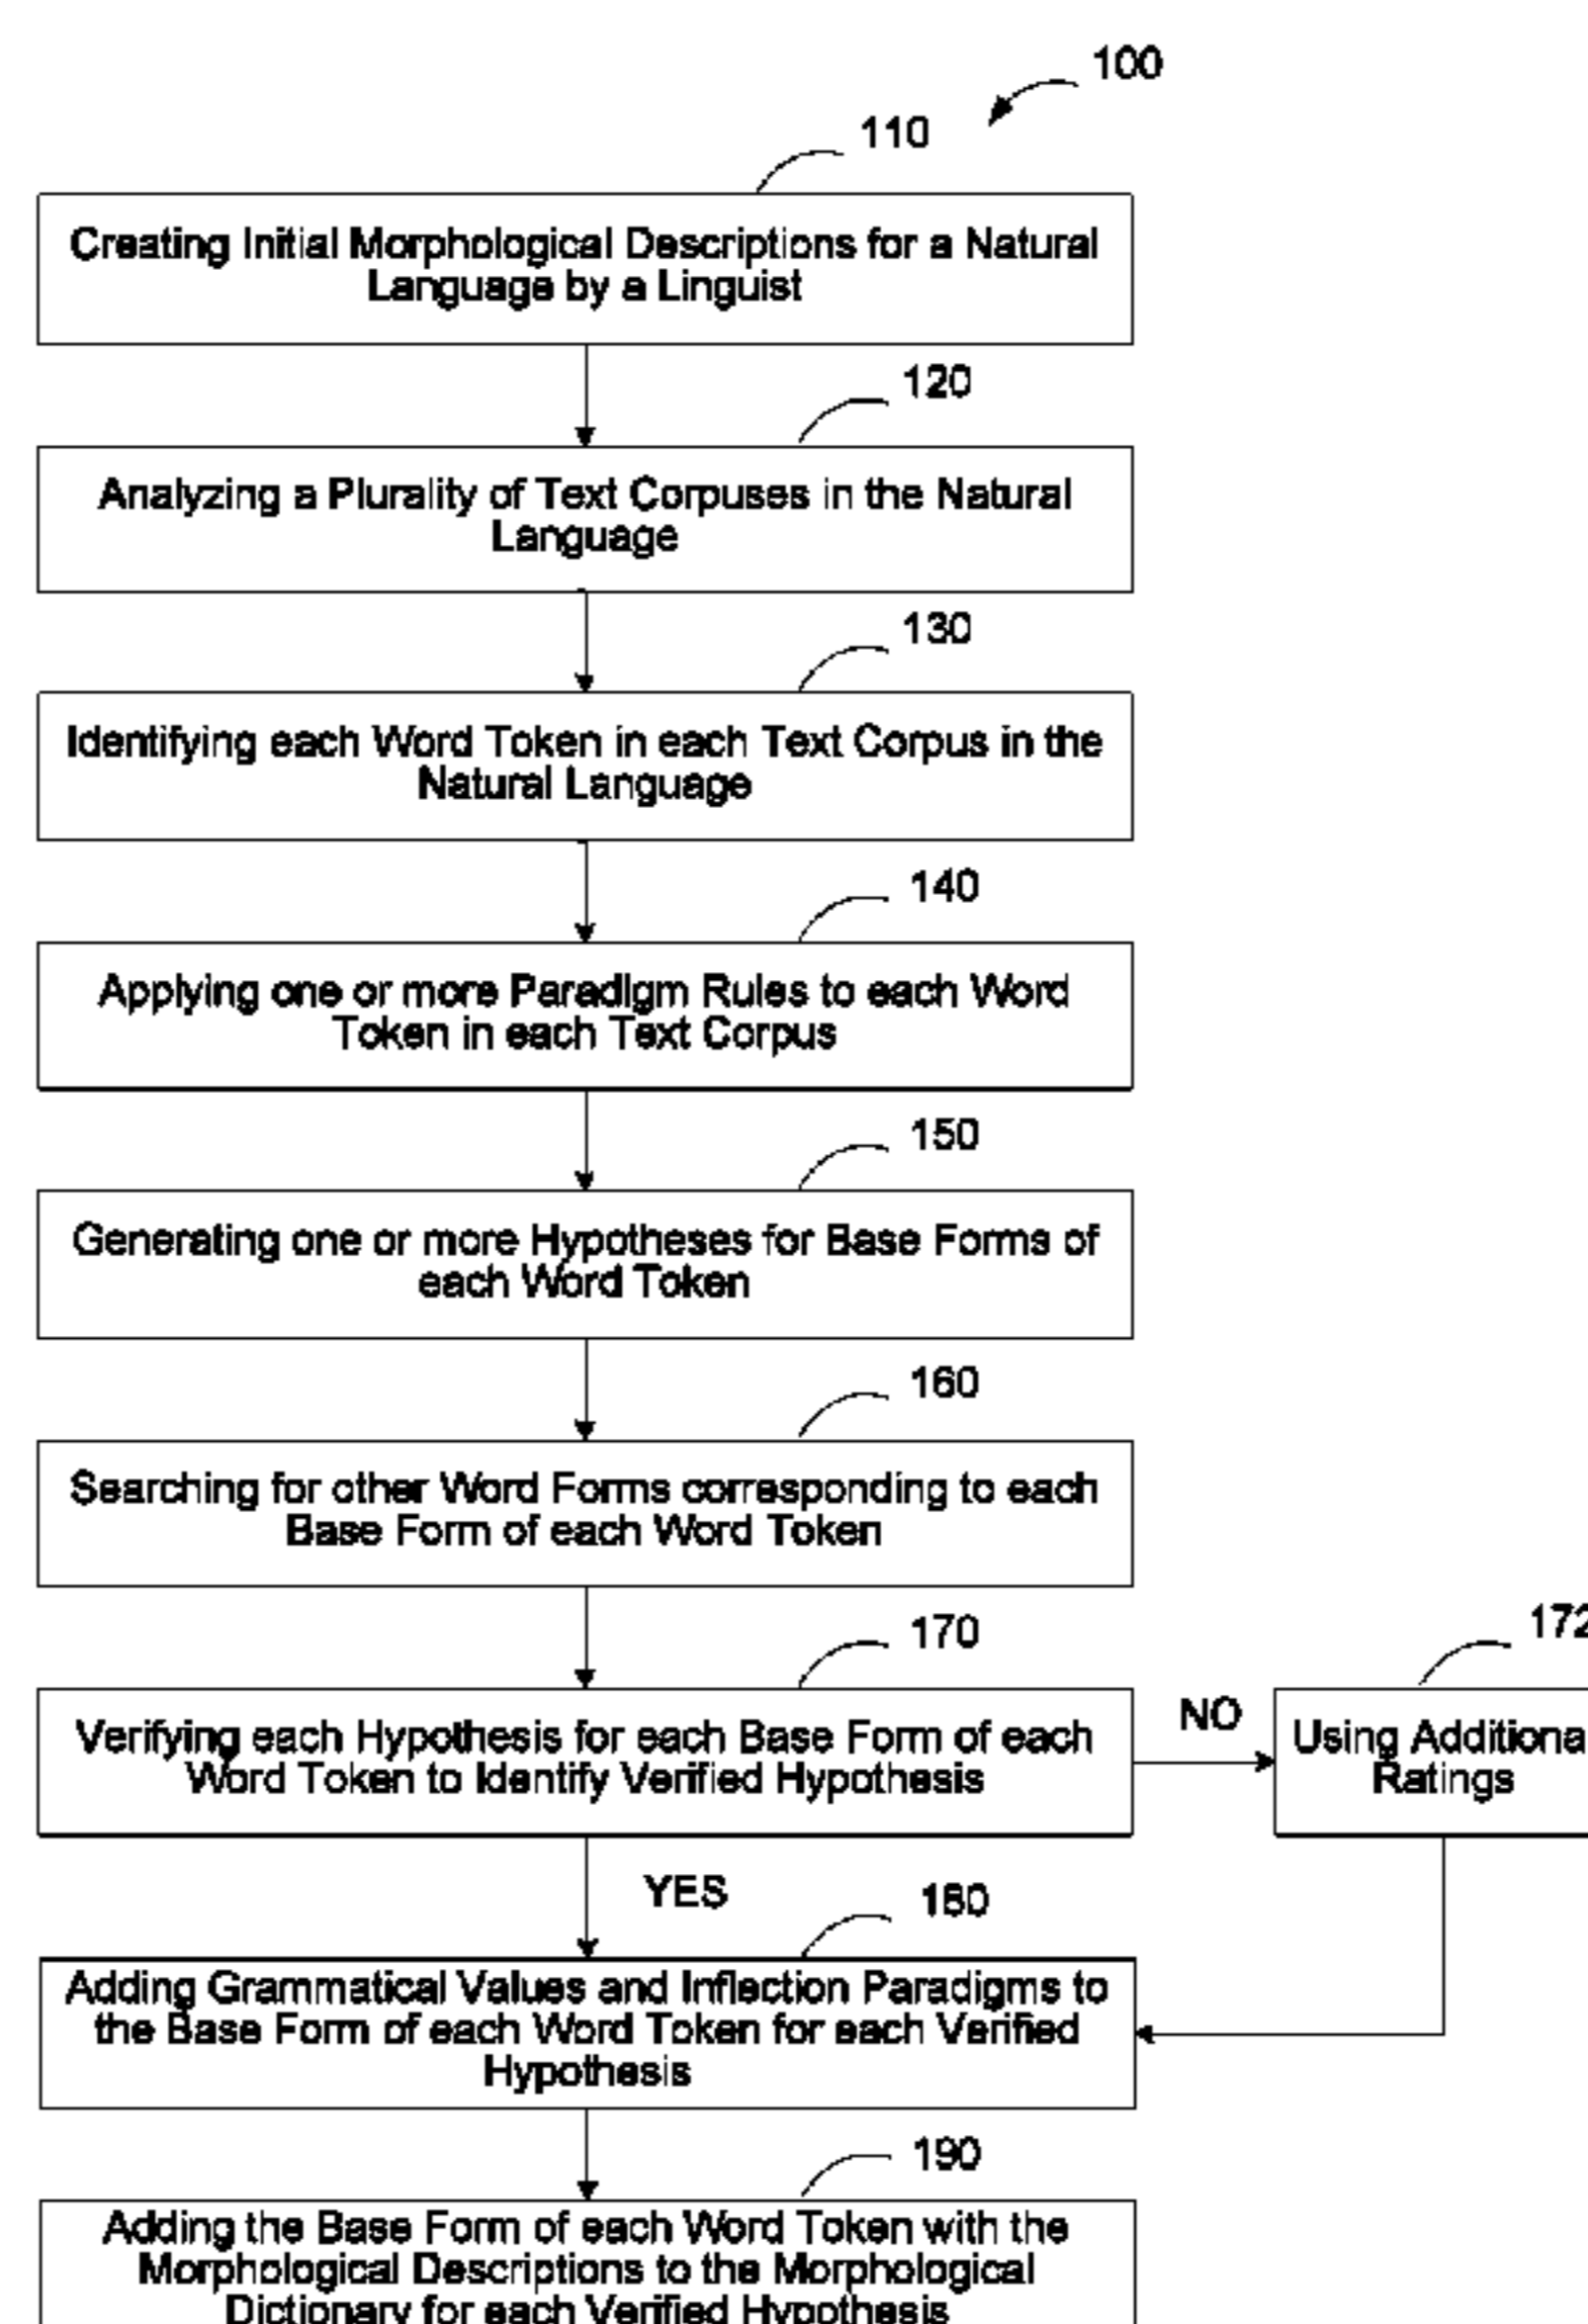 100
110
Creating Initial Morphological Descriptions for a Natural
Language by a Linguist
120
Analyzing a Plurality of Text Corpuses in the Natural
Language
130
Identifying each Word Token in each Text Corpus in the
Natural Language
140
Applying one or more Paradigm Rules to each Word
Token in each Text Corpus
150
Generating one or more Hypotheses for Base Forms of
each Word Token
160
Searching for other Word Forms corresponding to each
Base Form of each Word Token
170
172
Verifying each Hypothesis for each Base Form of each
Word Token to Identify Verified Hypothesis
NO
Using Additiona
Ratings
YES
180
Adding Grammatical Values and Inflection Paradigms to
the Base Form of each Word Token for each Verified
Hypothesis
190
Adding the Base Form of each Word Token with the
Morphological Descriptions to the Morphological
Dictionary for each Verified Hypothesis